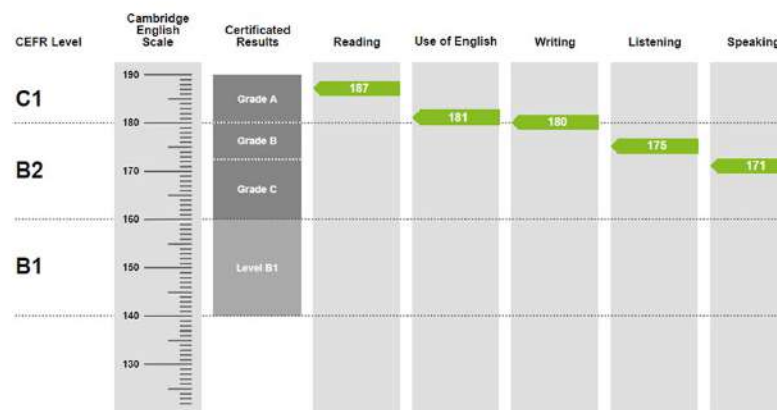 CEFR Level
Cambridge
English
Scale
Certificated
Results
Reading
Use of English
Writing
Listening
Speaking
190
C1
Grade A
187
180
181
180
Grade B
175
B2
170
171
Grade C
160
B1
150
Level B1
140
130